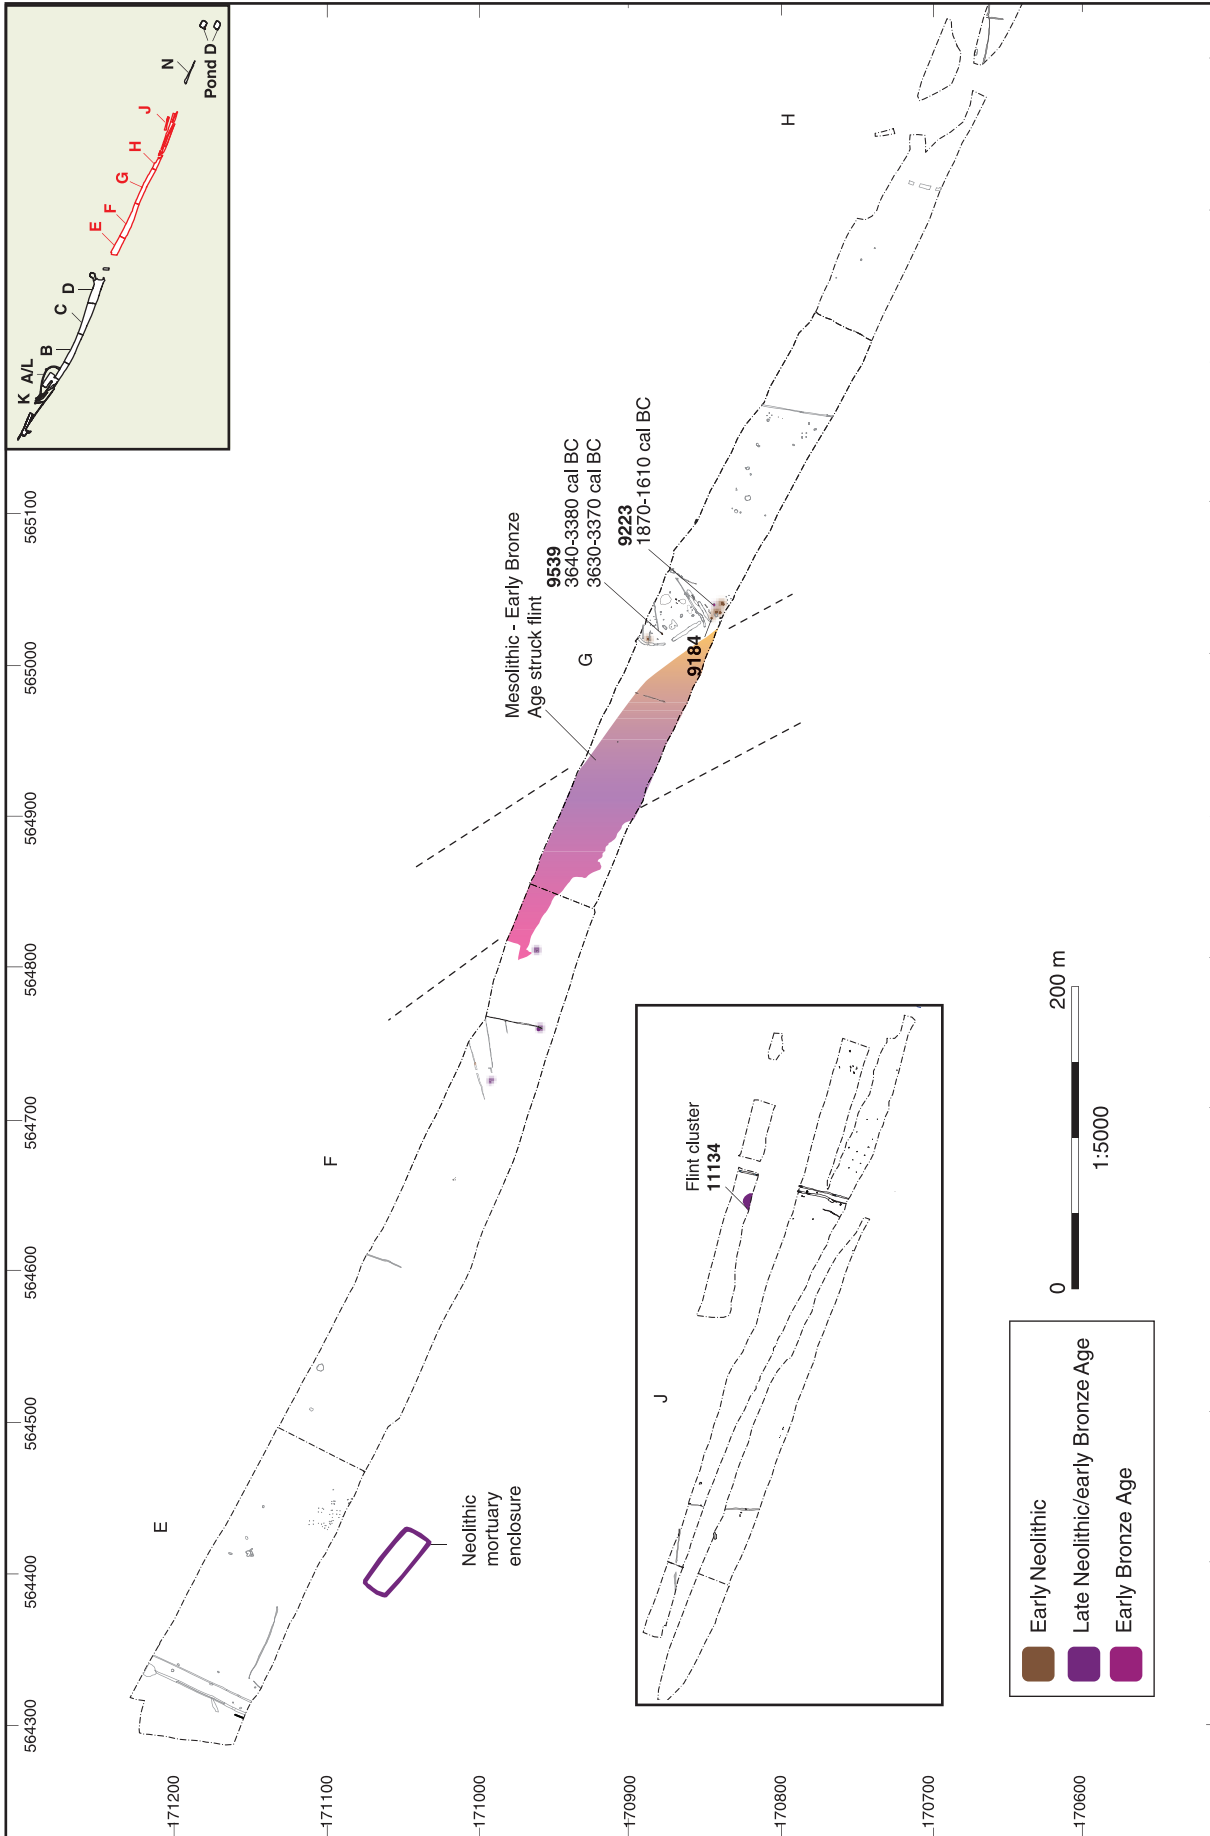 K
A/L
B
C
D
E
F
G
H
J
N
Pond D
565100
565000
564900
564800
564700
564600
564500
564400
564300
171200
171100
171000
170900
170800
170700
170600
E
F
G
H
Mesolithic - Early Bronze
Age struck flint
9539
3640-3380 cal BC
3630-3370 cal BC
9223
1870-1610 cal BC
9184
Neolithic
mortuary
enclosure
J
Flint cluster
11134
Early Neolithic
Late Neolithic/early Bronze Age
Early Bronze Age
0
200 m
1:5000